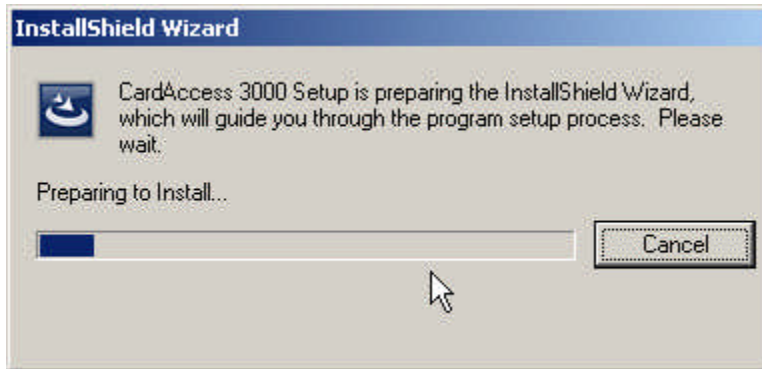 InstallShield Wizard
CardAccess 3000 Setup is preparing the InstallShield Wizard,
which will guide you through the program setup process.  Please
wait.
Preparing to Install...
Cancel